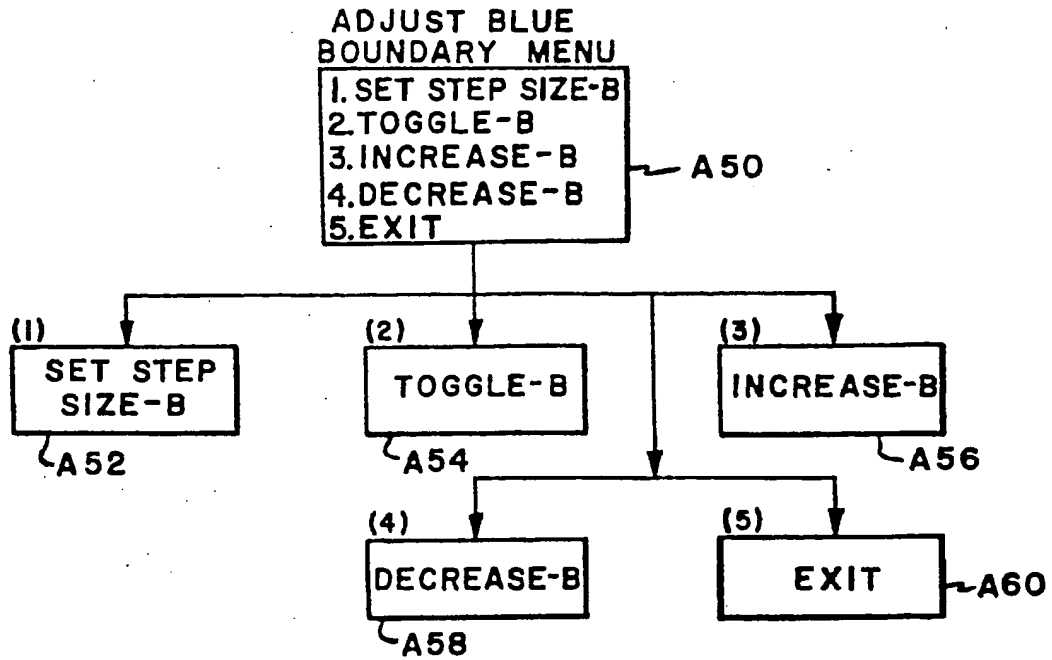 ADJUST BLUE
BOUNDARY MENU
1. SET STEP SIZE-B
2. TOGGLE-B
3. INCREASE-B
4. DECREASE-B
5. EXIT
A50
(1)
SET STEP
SIZE-B
A52
(2)
TOGGLE-B
A54
(3)
INCREASE-B
A56
(4)
DECREASE-B
A58
(5)
EXIT
A60